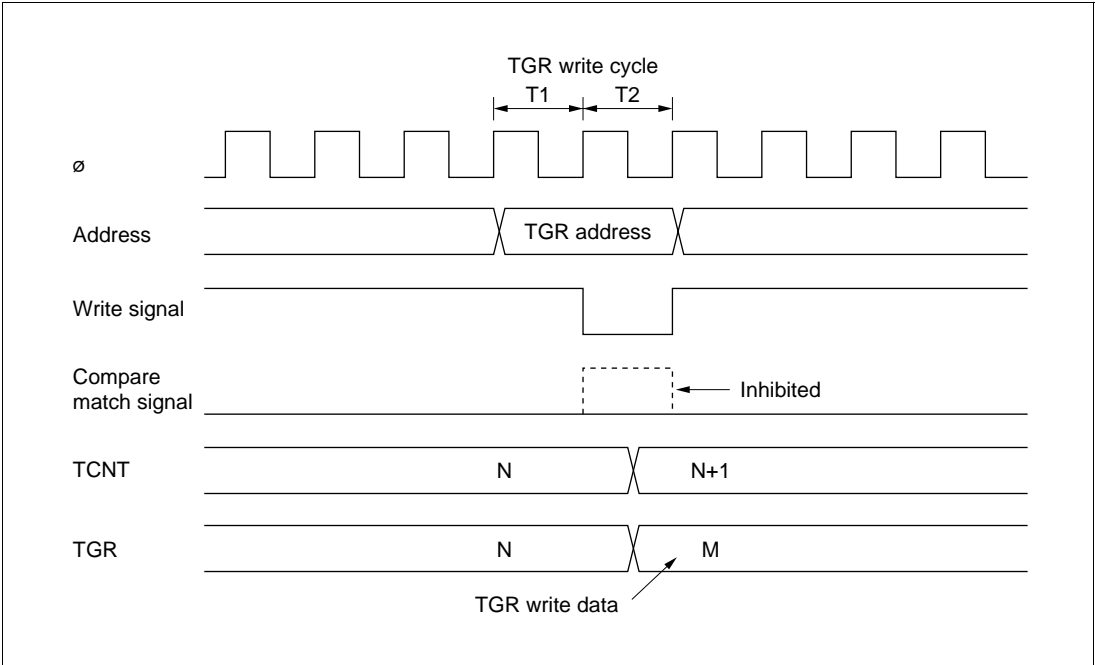 TGR write cycle
T1 T2
ø
Address TGR address
Write signal
Compare
match signal
Inhibited
TCNT N N+1
TGR N M
TGR write data